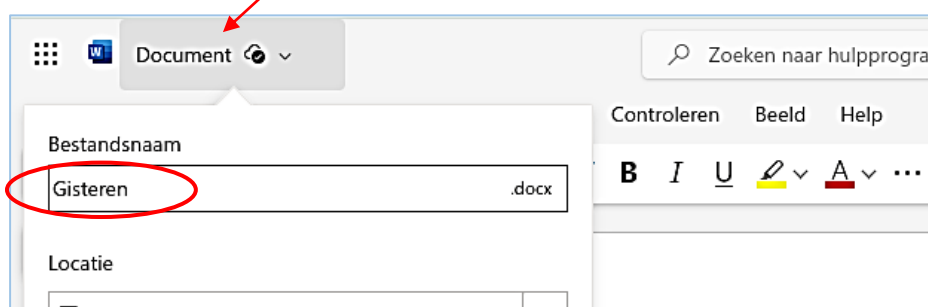 W Document
Zoeken naar hulpprogra
Controleren Beeld Help
Bestandsnaam
Gisteren .docx
B I U A
Locatie